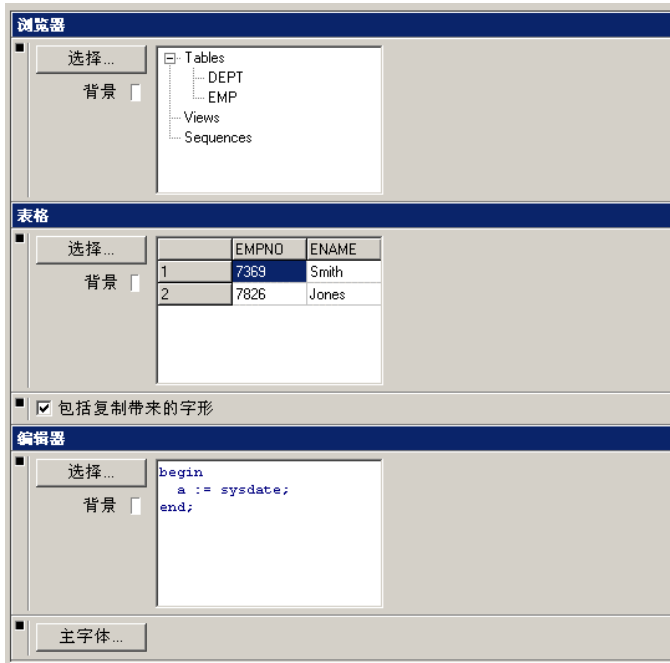 浏览器
选择...
背景
Tables
DEPT
EMP
Views
Sequences
表格
选择...
背景
EMPNO ENAME
1 7369 Smith
2 7826 Jones
包括复制带来的字形
编辑器
选择...
背景
begin
a := sysdate;
end;
主字体...